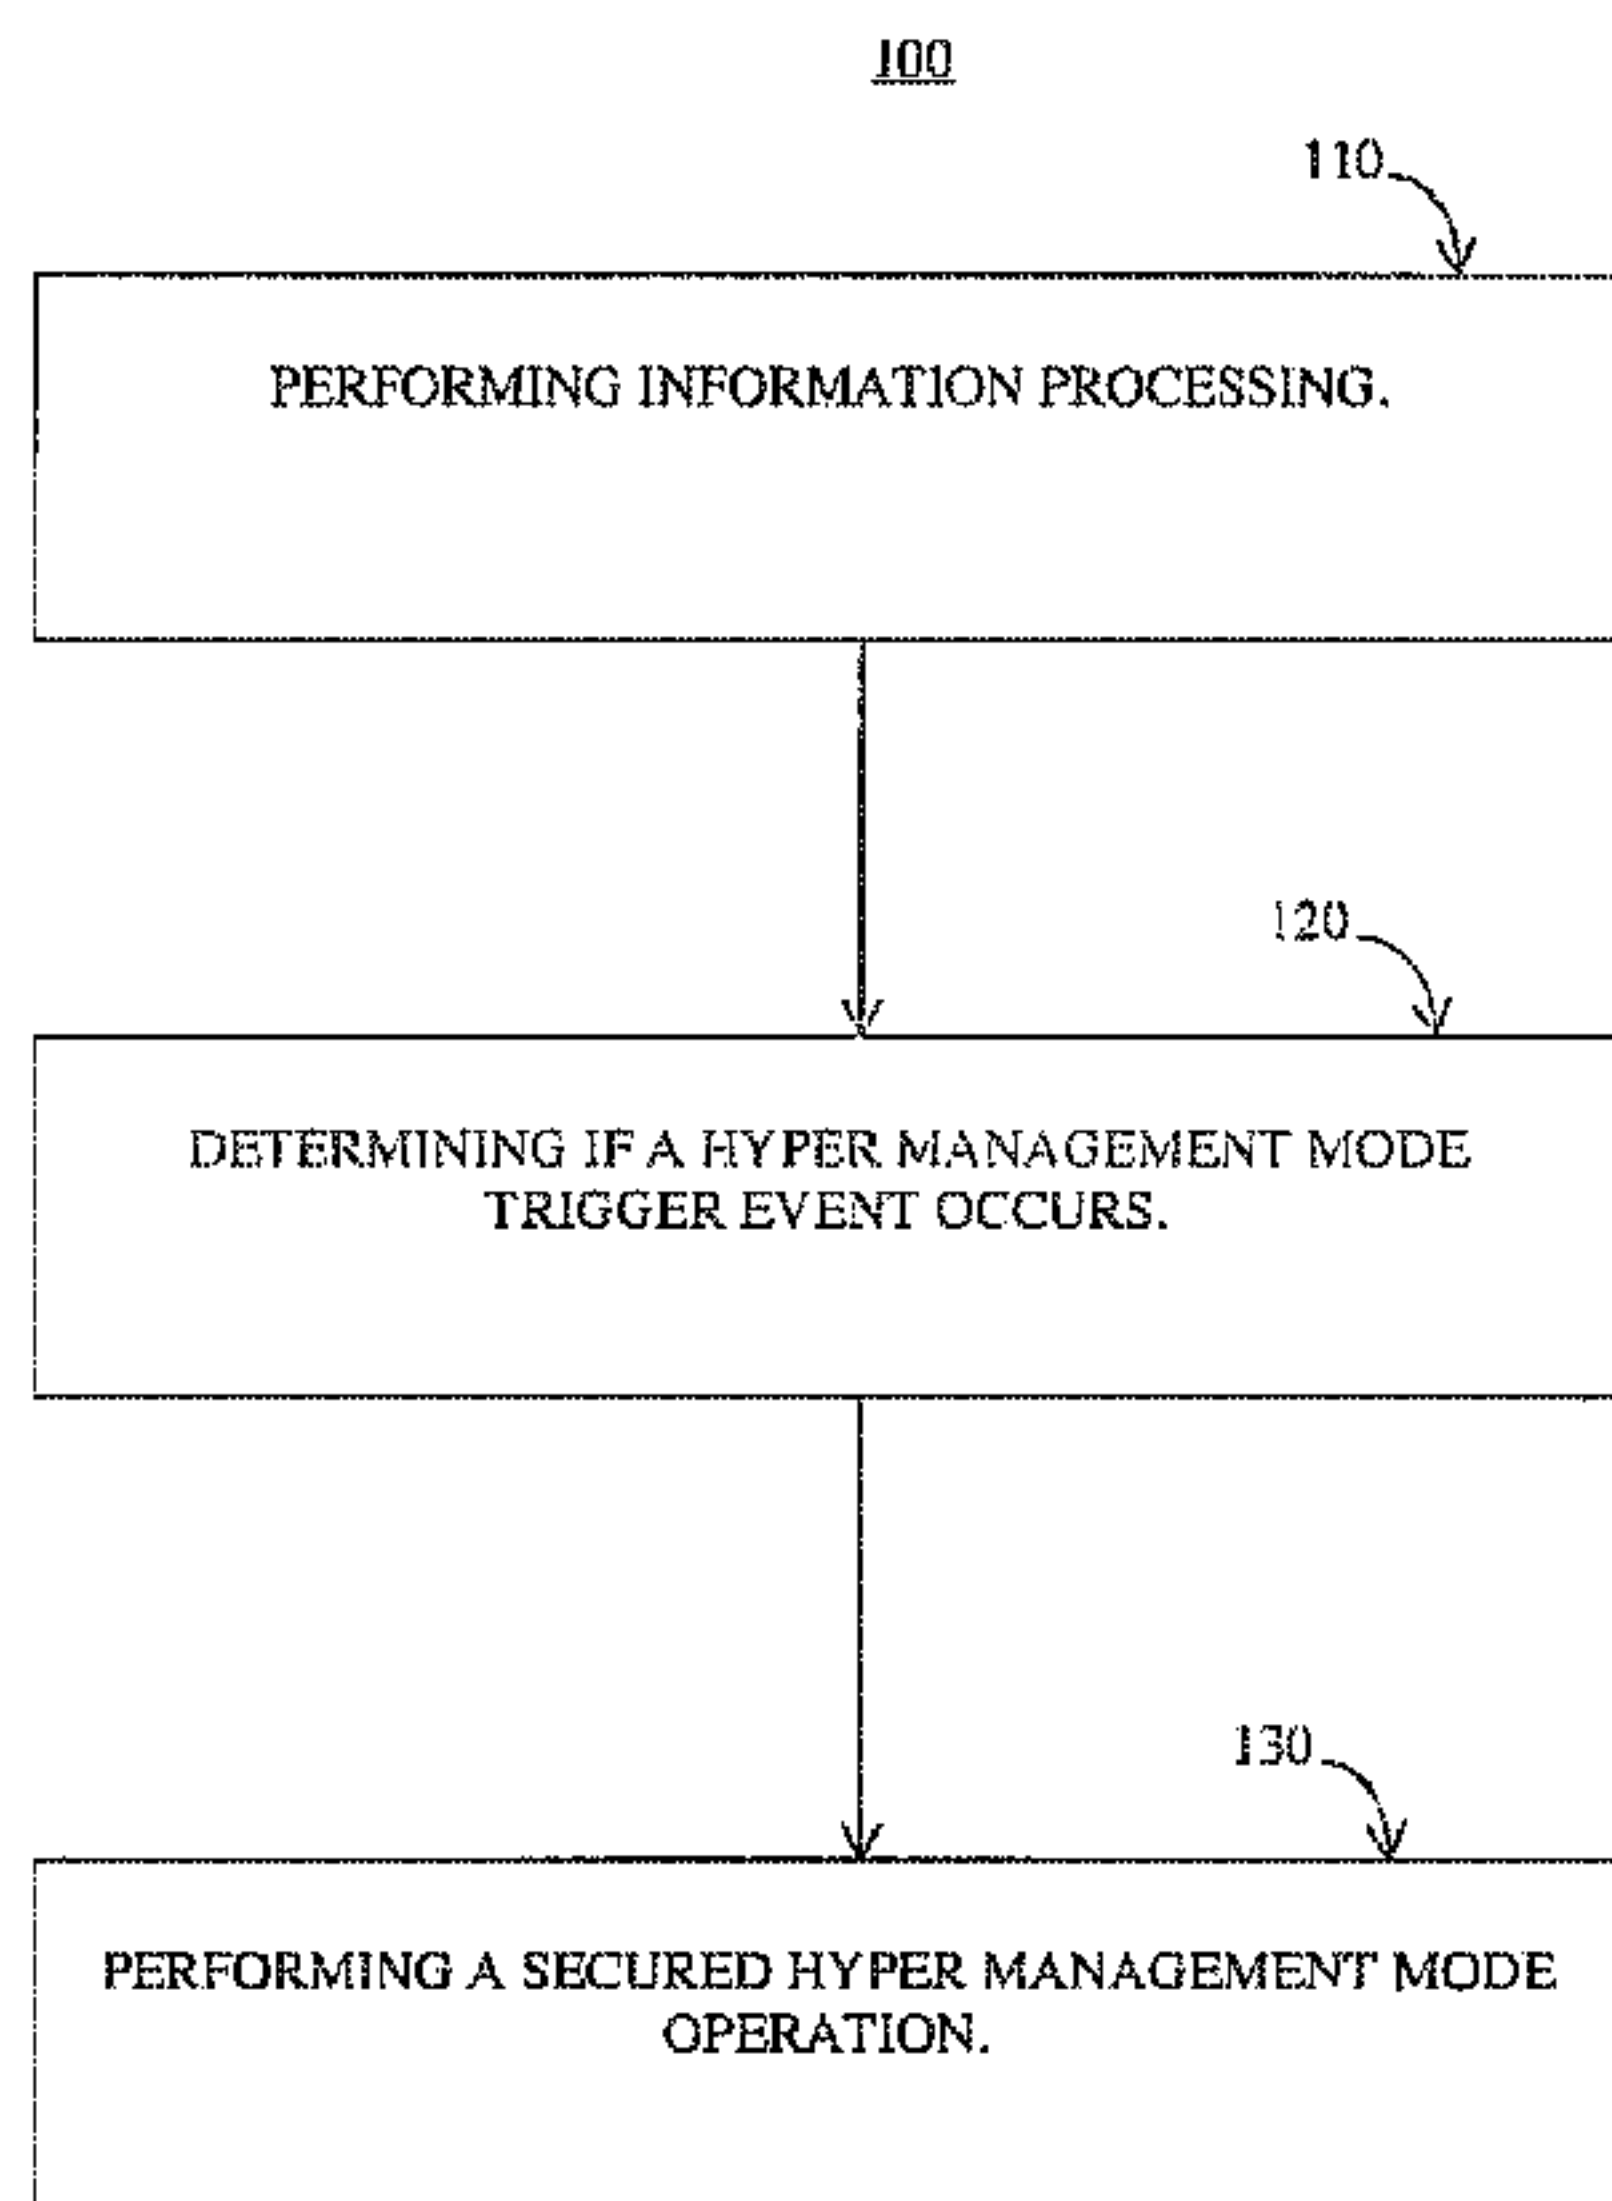 100
110
PERFORMING INFORMATION PROCESSING.
120
DETERMINING IF A HYPER MANAGEMENT MODE
TRIGGER EVENT OCCURS.
130
PERFORMING A SECURED HYPER MANAGEMENT MODE
OPERATION.